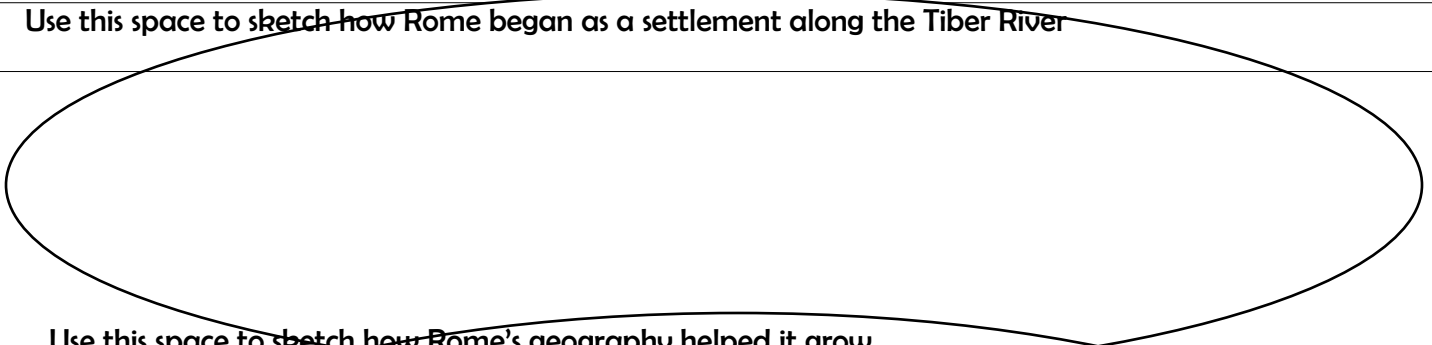 Use this space to sketch how Rome began as a settlement along the Tiber River
Use this space to sketch how Rome's geography helped it grow